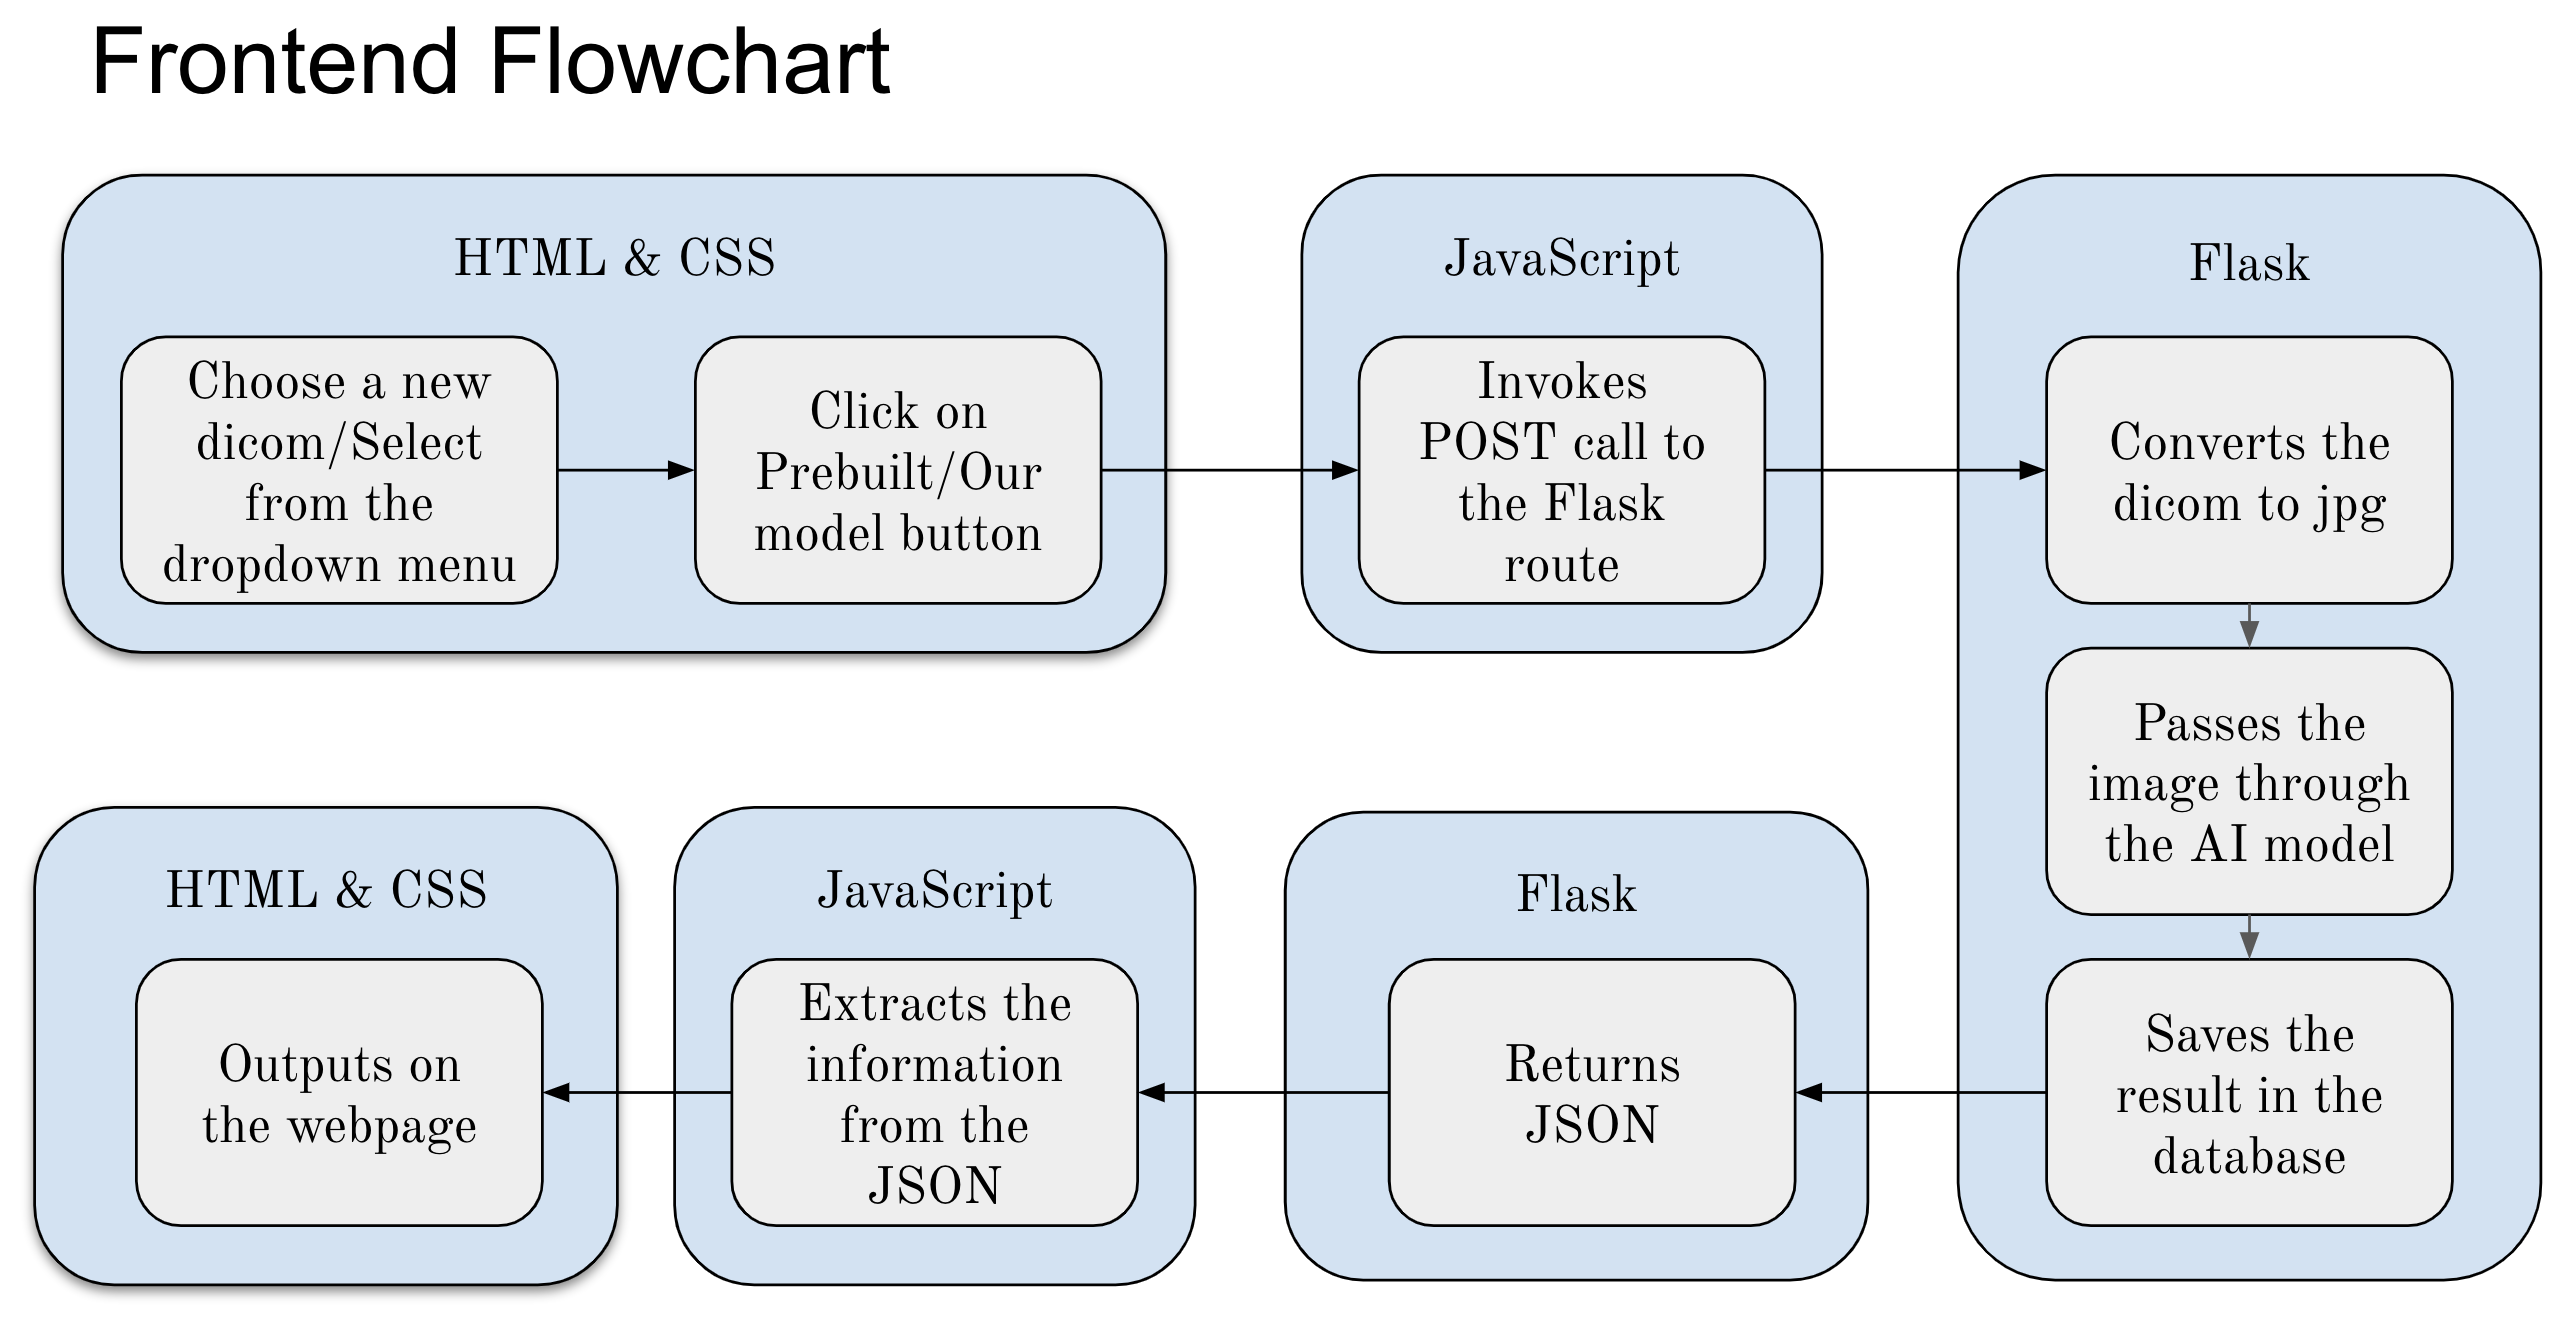 Frontend Flowchart
HTML & CSS
Choose a new
dicom/Select
from the
dropdown menu
Click on
Prebuilt/Our
model button
JavaScript
Invokes
POST call to
the Flask
route
Flask
Converts the
dicom to jpg
Passes the
image through
the AI model
Saves the
result in the
database
Flask
Returns
JSON
JavaScript
Extracts the
information
from the
JSON
HTML & CSS
Outputs on
the webpage